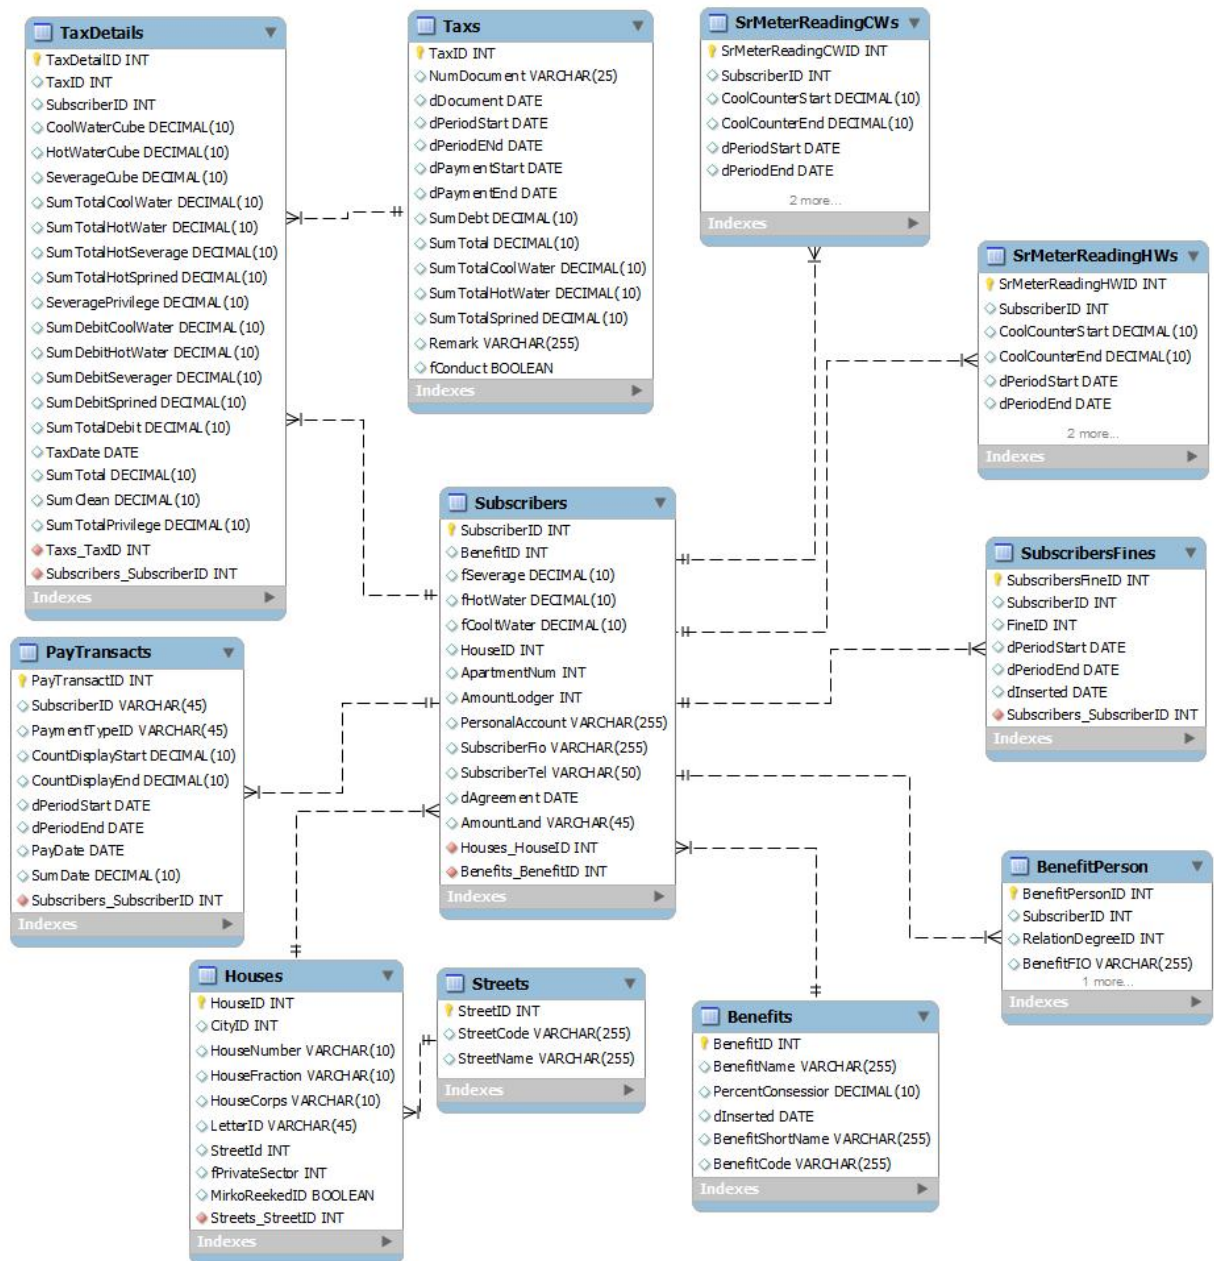 TaxDetails
TaxDetailID INT
TaxID INT
SubscriberID INT
CoolWaterCube DECIMAL(10)
HotWaterCube DECIMAL(10)
SeverageCube DECIMAL(10)
SumTotalCoolWater DECIMAL(10)
SumTotalHotWater DECIMAL(10)
SumTotalHotSeverage DECIMAL(10)
SumTotalHotSprined DECIMAL(10)
SeveragePrivilege DECIMAL(10)
SumDebitCoolWater DECIMAL(10)
SumDebitHotWater DECIMAL(10)
SumDebitSeverager DECIMAL(10)
SumDebitSprined DECIMAL(10)
SumTotalDebit DECIMAL(10)
TaxDate DATE
SumTotal DECIMAL(10)
SumClean DECIMAL(10)
SumTotalPrivilege DECIMAL(10)
Taxs_TaxID INT
Subscribers_SubscriberID INT
Indexes
Taxs
TaxID INT
NumDocument VARCHAR(25)
dDocument DATE
dPeriodStart DATE
dPeriodENd DATE
dPaymentStart DATE
dPaymentEnd DATE
SumDebt DECIMAL(10)
SumTotal DECIMAL(10)
SumTotalCoolWater DECIMAL(10)
SumTotalHotWater DECIMAL(10)
SumTotalSprined DECIMAL(10)
Remark VARCHAR(255)
fConduct BOOLEAN
Indexes
SrMeterReadingCWs
SrMeterReadingCWID INT
SubscriberID INT
CoolCounterStart DECIMAL(10)
CoolCounterEnd DECIMAL(10)
dPeriodStart DATE
dPeriodEnd DATE
2 more...
Indexes
SrMeterReadingHWs
SrMeterReadingHWID INT
SubscriberID INT
CoolCounterStart DECIMAL(10)
CoolCounterEnd DECIMAL(10)
dPeriodStart DATE
dPeriodEnd DATE
2 more...
Indexes
Subscribers
SubscriberID INT
BenefitID INT
fSeverage DECIMAL(10)
fHotWater DECIMAL(10)
fCooltWater DECIMAL(10)
HouseID INT
ApartmentNum INT
AmountLodger INT
PersonalAccount VARCHAR(255)
SubscriberFio VARCHAR(255)
SubscriberTel VARCHAR(50)
dAgreement DATE
AmountLand VARCHAR(45)
Houses_HouseID INT
Benefits_BenefitID INT
Indexes
SubscribersFines
SubscribersFineID INT
SubscriberID INT
FineID INT
dPeriodStart DATE
dPeriodEnd DATE
dInserted DATE
Subscribers_SubscriberID INT
Indexes
PayTransacts
PayTransactID INT
SubscriberID VARCHAR(45)
PaymentTypeID VARCHAR(45)
CountDisplayStart DECIMAL(10)
CountDisplayEnd DECIMAL(10)
dPeriodStart DATE
dPeriodEnd DATE
PayDate DATE
SumDate DECIMAL(10)
Subscribers_SubscriberID INT
Indexes
BenefitPerson
BenefitPersonID INT
SubscriberID INT
RelationDegreeID INT
BenefitFIO VARCHAR(255)
1 more...
Indexes
Houses
HouseID INT
CityID INT
HouseNumber VARCHAR(10)
HouseFraction VARCHAR(10)
HouseCorps VARCHAR(10)
LetterID VARCHAR(45)
StreetId INT
fPrivateSector INT
MirkoReekedID BOOLEAN
Streets_StreetID INT
Indexes
Streets
StreetID INT
StreetCode VARCHAR(255)
StreetName VARCHAR(255)
Indexes
Benefits
BenefitID INT
BenefitName VARCHAR(255)
PercentConsessior DECIMAL(10)
dInserted DATE
BenefitShortName VARCHAR(255)
BenefitCode VARCHAR(255)
Indexes